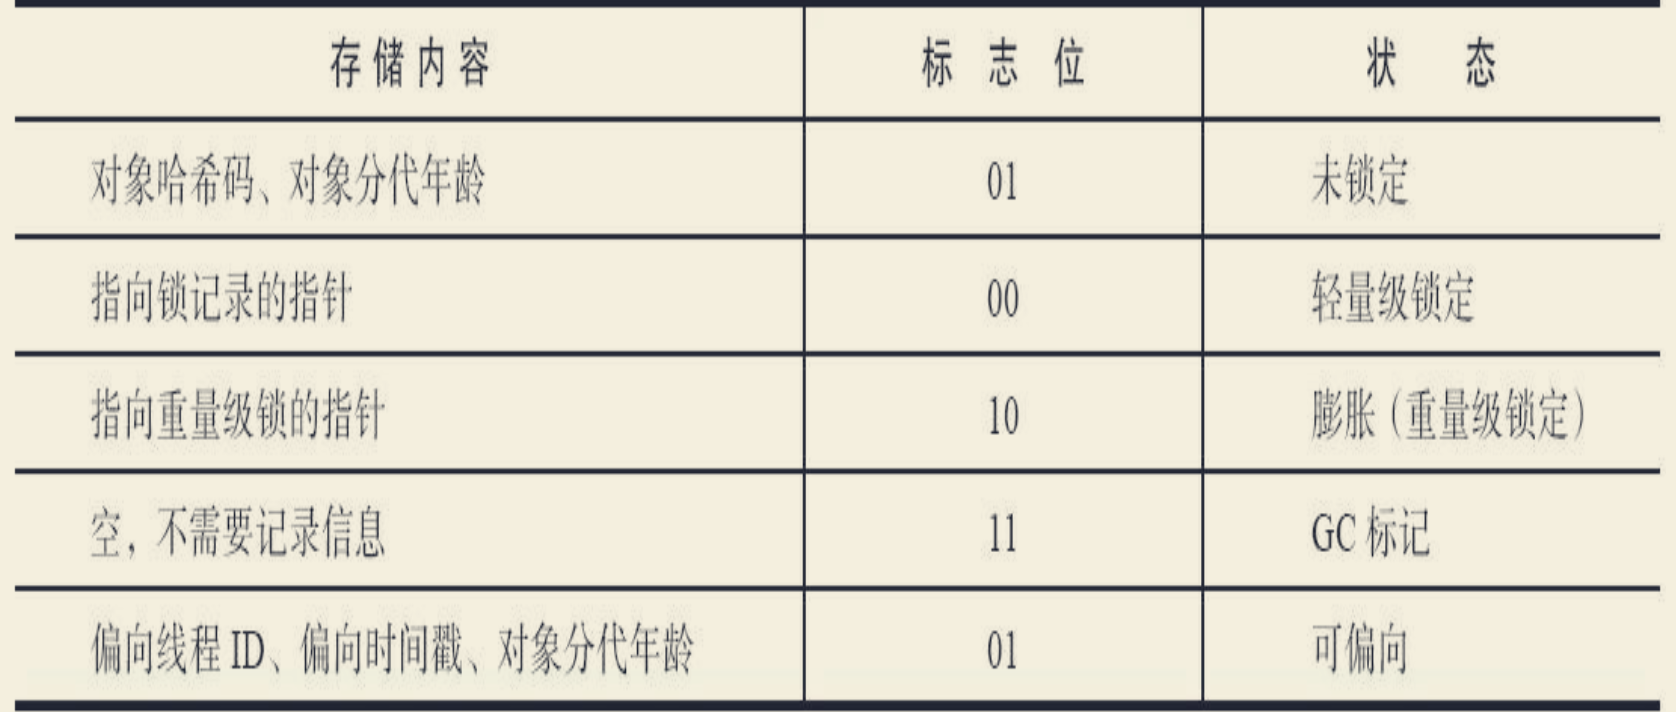 存储内容 标志位 状态
对象哈希码、对象分代年龄 01 未锁定
指向锁记录的指针 00 轻量级锁定
指向重量级锁的指针 10 膨胀（重量级锁定）
空，不需要记录信息 11 GC 标记
偏向线程 ID、偏向时间戳、对象分代年龄 01 可偏向